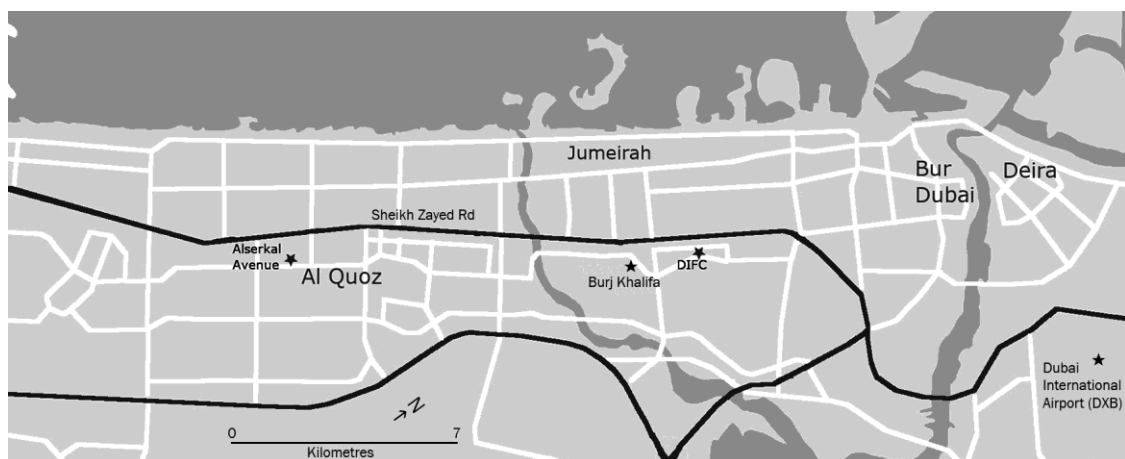 Jumeirah
Bur
Dubai
Deira
Sheikh Zayed Rd
Alserkal
Avenue
Al Quoz
DIFC
Burj Khalifa
Dubai
International
Airport (DXB)
N
0 7
Kilometres